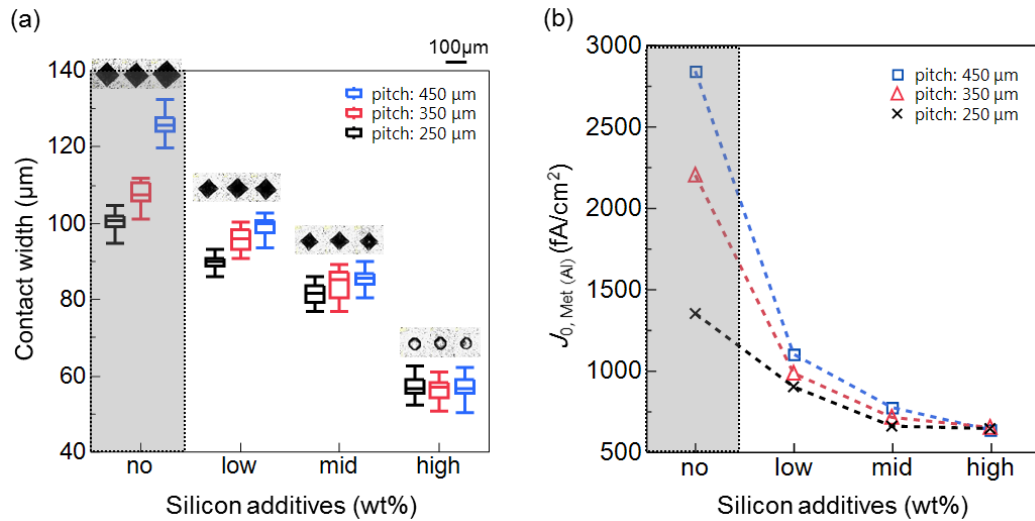 (a)
100μm
140
120
100
80
60
40
Contact width (μm)
pitch: 450 μm
pitch: 350 μm
pitch: 250 μm
no low mid high
Silicon additives (wt%)
(b)
3000
2500
2000
1500
1000
500
J0, Met (Al) (fA/cm²)
pitch: 450 μm
pitch: 350 μm
pitch: 250 μm
no low mid high
Silicon additives (wt%)